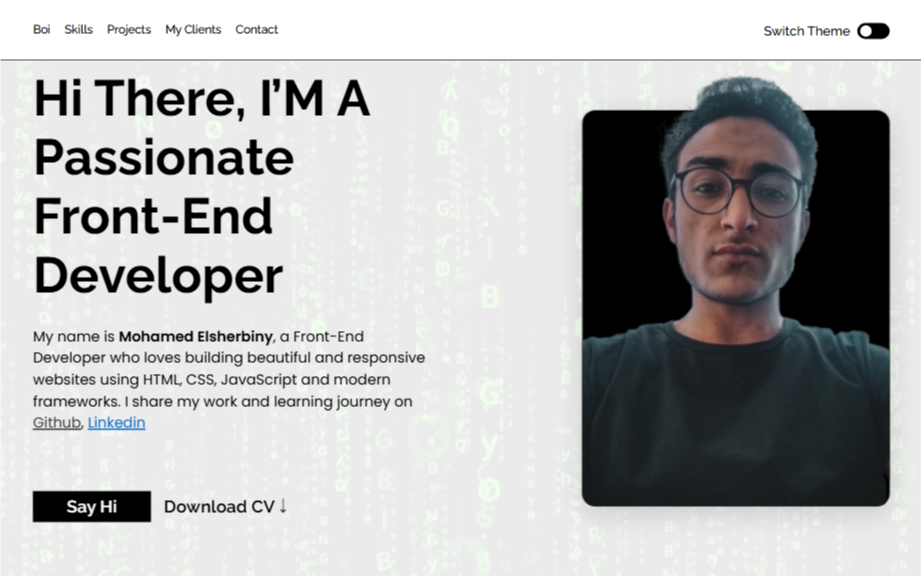 Boi Skills Projects My Clients Contact
Switch Theme
Hi There, I'M A
Passionate
Front-End
Developer
My name is Mohamed Elsherbiny, a Front-End
Developer who loves building beautiful and responsive
websites using HTML, CSS, JavaScript and modern
frameworks. I share my work and learning journey on
Github, Linkedin
Say Hi
Download CV ↓